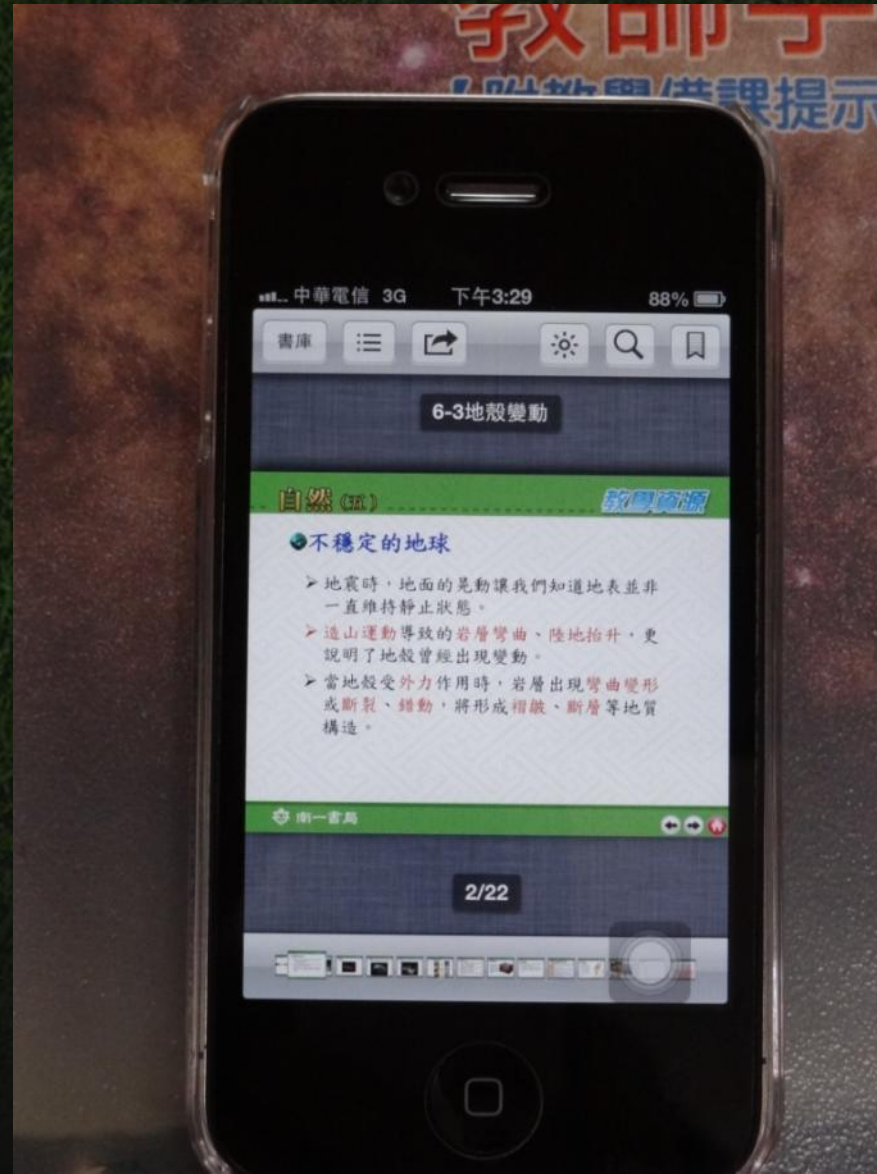 教師手
【附教學備課提示
中華電信 3G 下午3:29 88%
書庫
6-3地殼變動
自然(五) 教學資源
不穩定的地球
➢地震時，地面的晃動讓我們知道地表並非
一直維持靜止狀態。
➢造山運動導致的岩層彎曲、陸地抬升，更
說明了地殼曾經出現變動。
➢當地殼受外力作用時，岩層出現彎曲變形
或斷裂、錯動，將形成褶皺、斷層等地質
構造。
南一書局
2/22